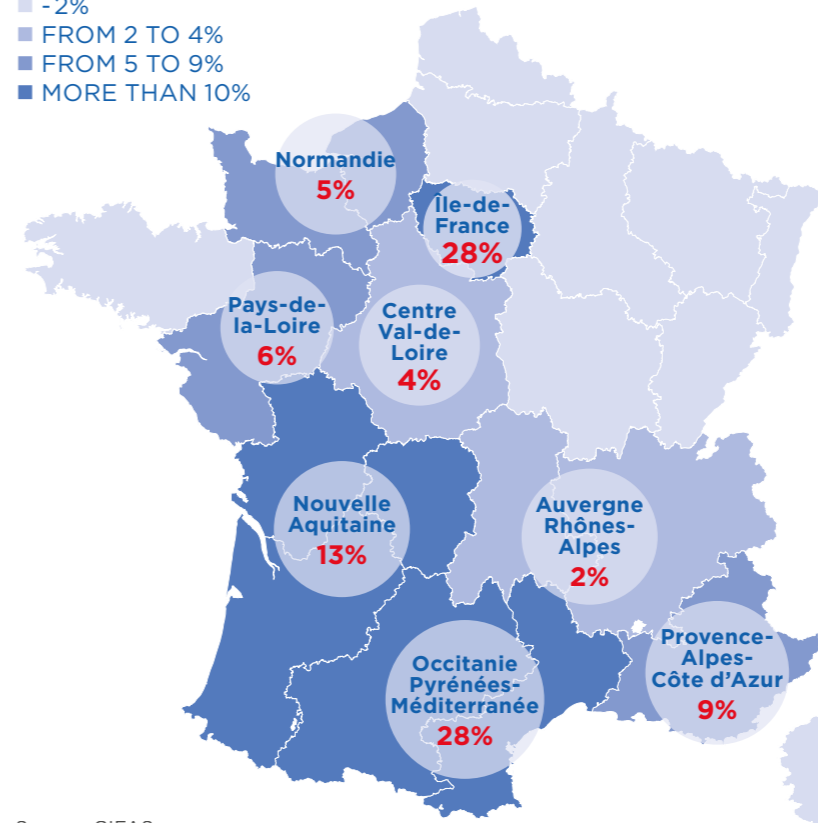 -2%
FROM 2 TO 4%
FROM 5 TO 9%
MORE THAN 10%
Normandie
5%
Île-de-
France
28%
Pays-de-
la-Loire
6%
Centre
Val-de-
Loire
4%
Nouvelle
Aquitaine
13%
Auvergne
Rhônes-
Alpes
2%
Occitanie
Pyrénées-
Méditerranée
28%
Provence-
Alpes-
Côte d'Azur
9%